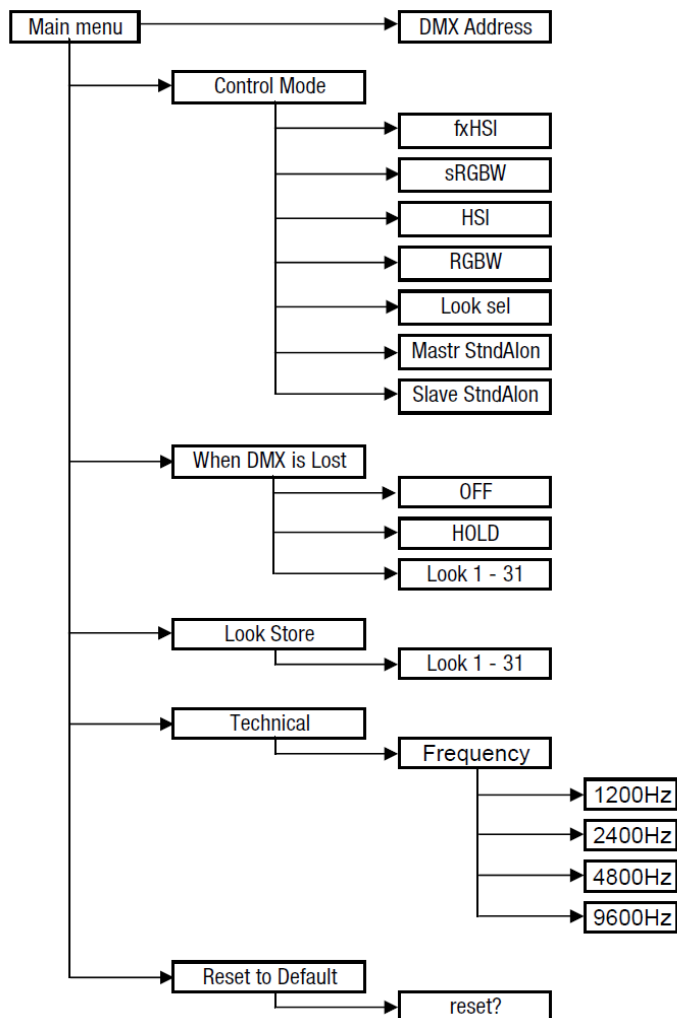 Main menu
DMX Address
Control Mode
fxHSI
sRGBW
HSI
RGBW
Look sel
Mastr StndAlon
Slave StndAlon
When DMX is Lost
OFF
HOLD
Look 1 - 31
Look Store
Look 1 - 31
Technical
Frequency
1200Hz
2400Hz
4800Hz
9600Hz
Reset to Default
reset?